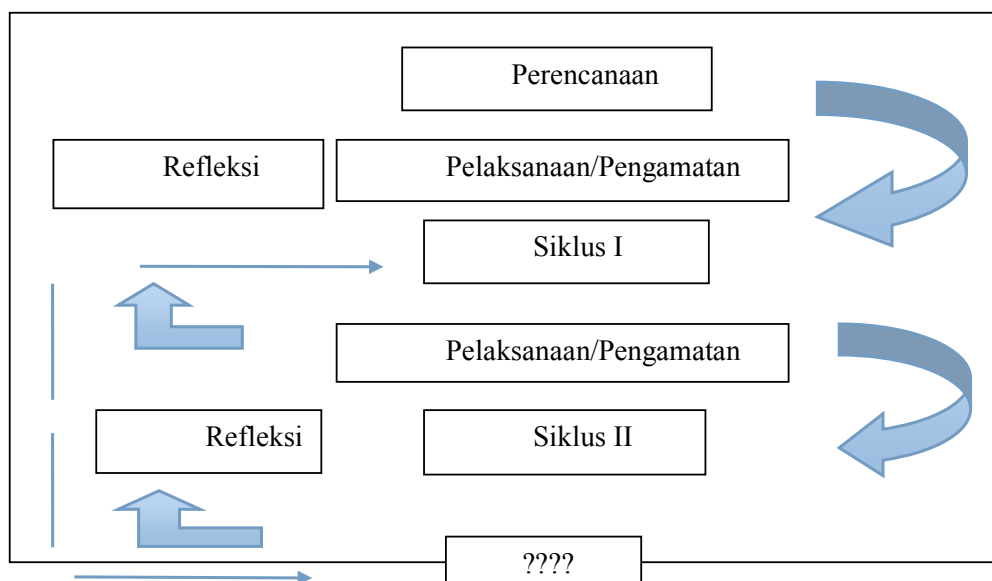 Perencanaan
Refleksi
Pelaksanaan/Pengamatan
Siklus I
Pelaksanaan/Pengamatan
Refleksi
Siklus II
????